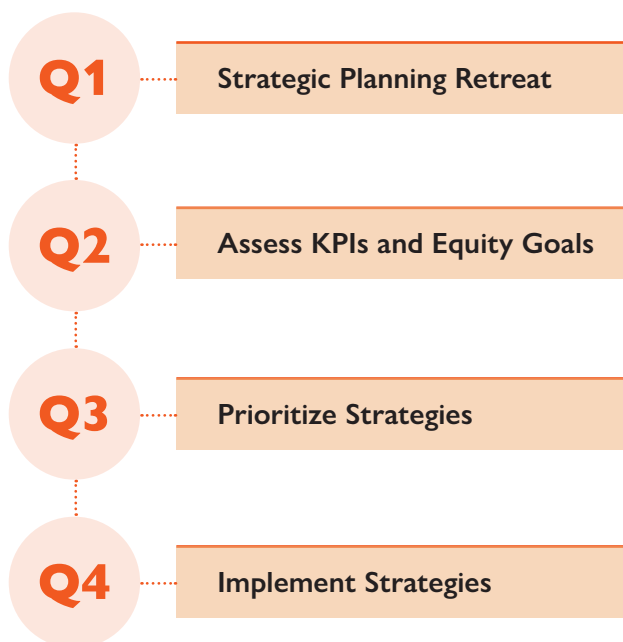 Q1
Strategic Planning Retreat
Q2
Assess KPIs and Equity Goals
Q3
Prioritize Strategies
Q4
Implement Strategies